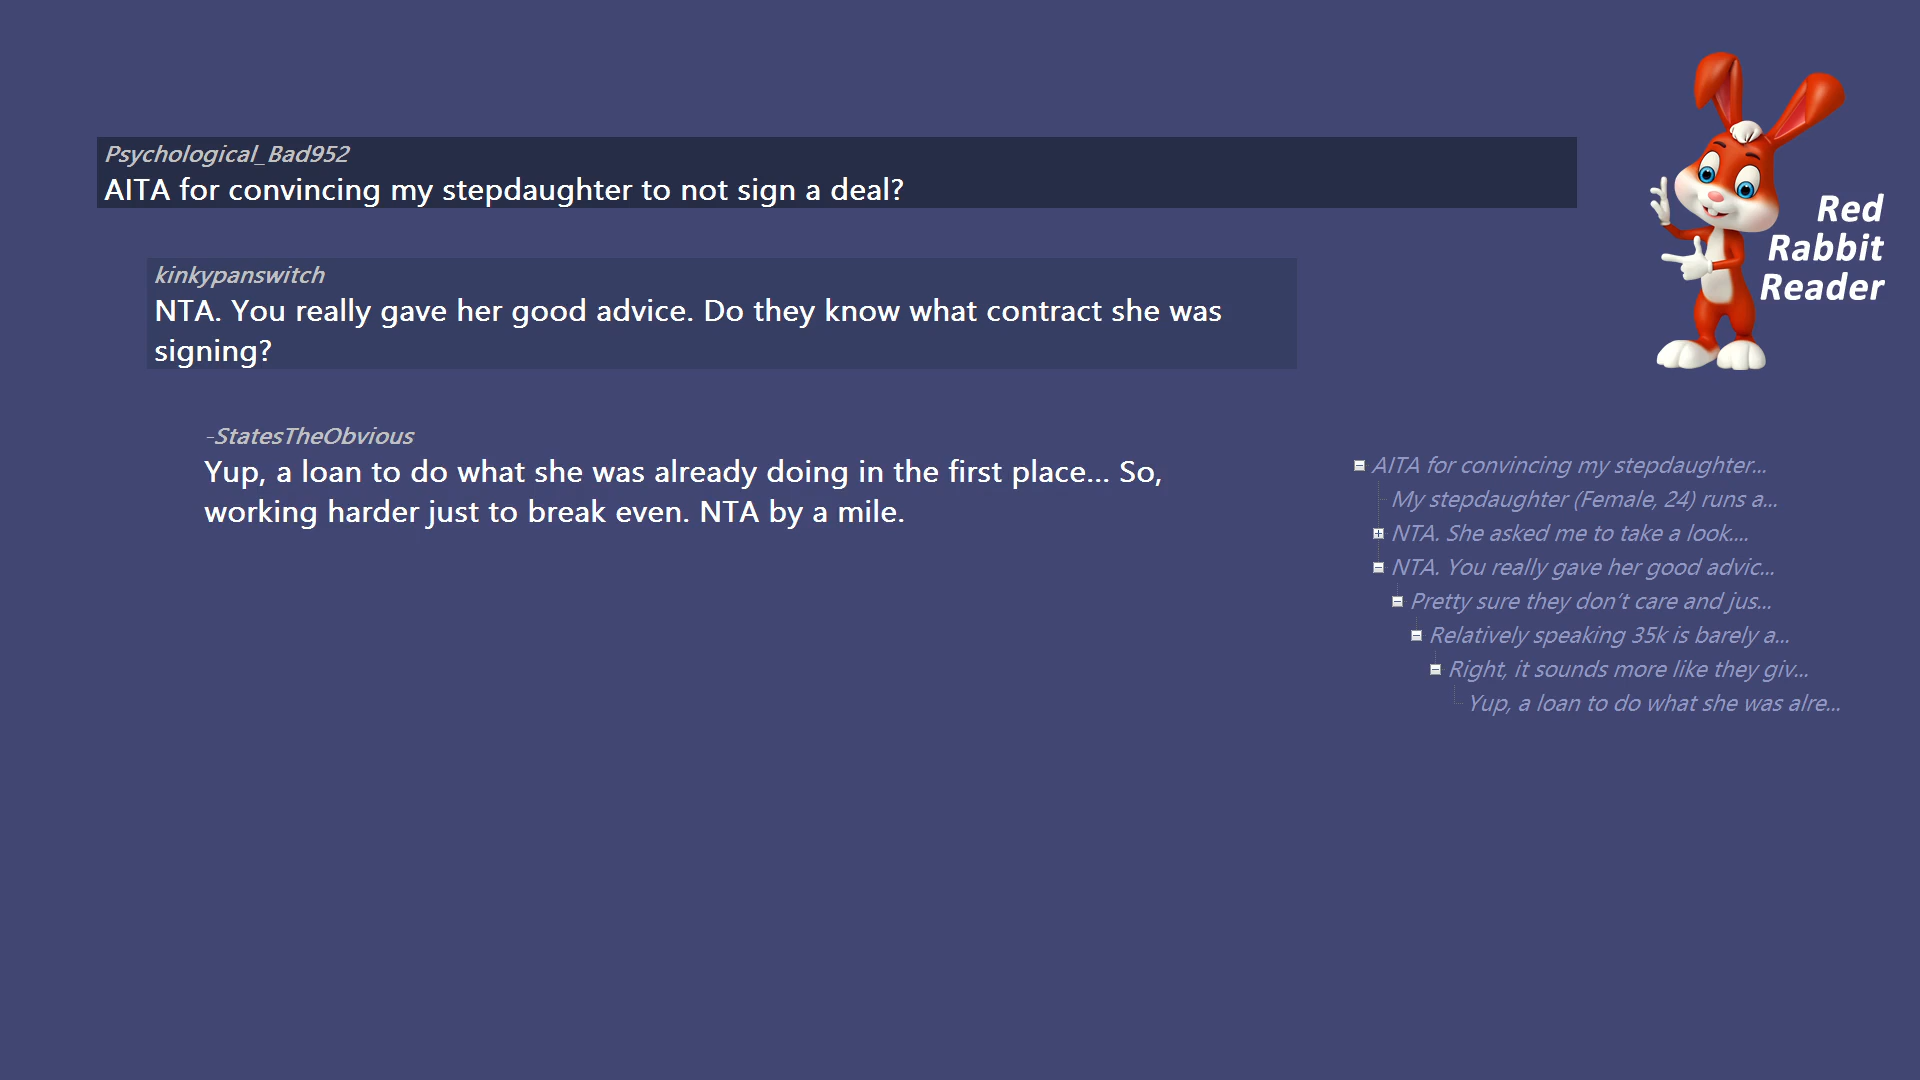 Psychological_Bad952
AITA for convincing my stepdaughter to not sign a deal?
kinkypanswitch
NTA. You really gave her good advice. Do they know what contract she was
signing?
-StatesTheObvious
Yup, a loan to do what she was already doing in the first place... So,
working harder just to break even. NTA by a mile.
Red
Rabbit
Reader
AITA for convincing my stepdaughter...
My stepdaughter (Female, 24) runs a...
NTA. She asked me to take a look....
NTA. You really gave her good advic...
Pretty sure they don’t care and jus...
Relatively speaking 35k is barely a...
Right, it sounds more like they giv...
Yup, a loan to do what she was alre...